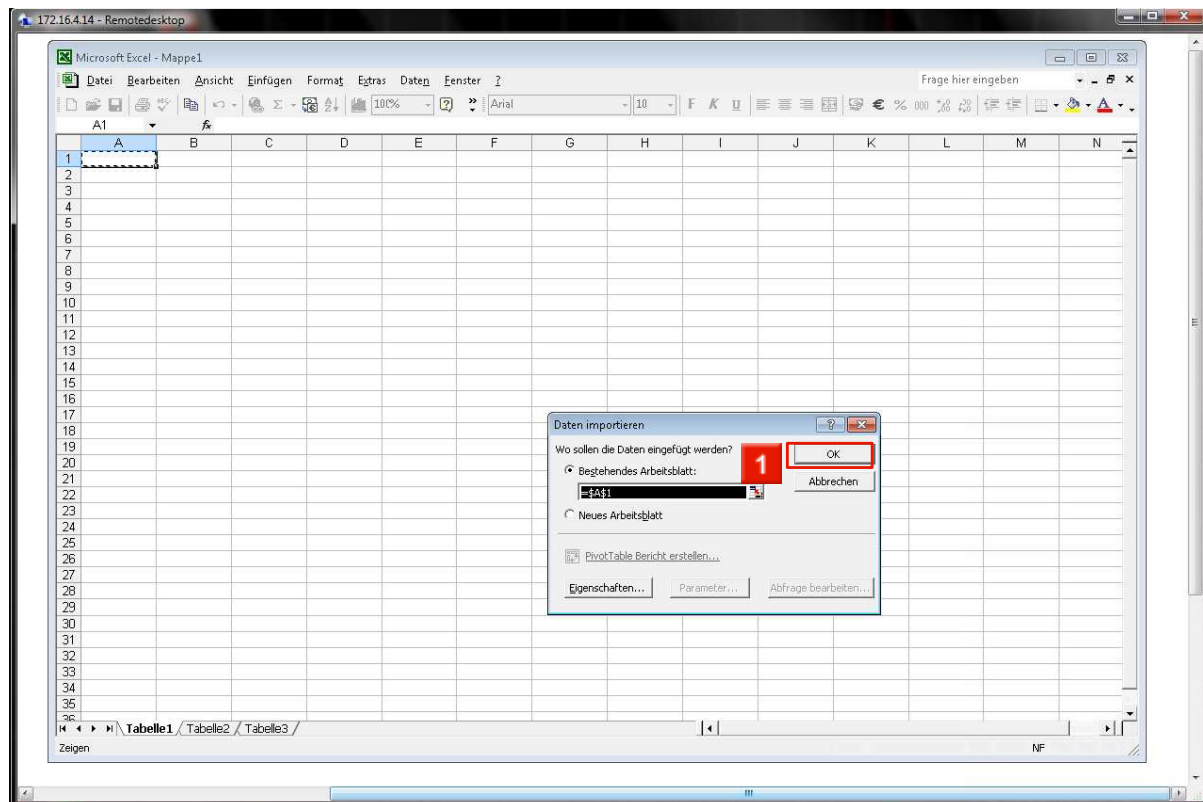 172.16.4.14 - Remotedesktop
Microsoft Excel - Mappe1
Datei Bearbeiten Ansicht Einfügen Format Extras Daten Fenster ?
Frage hier eingeben
100% Arial 10 F K U € % 000
A1 fx
A B C D E F G H I J K L M N
1
2
3
4
5
6
7
8
9
10
11
12
13
14
15
16
17
18
19
20
21
22
23
24
25
26
27
28
29
30
31
32
33
34
35
36
Daten importieren
Wo sollen die Daten eingefügt werden?
1
OK
Bestehendes Arbeitsblatt:
Abbrechen
=$A$1
Neues Arbeitsblatt
PivotTable Bericht erstellen...
Eigenschaften... Parameter... Abfrage bearbeiten...
Tabelle1 Tabelle2 Tabelle3
Zeigen NF